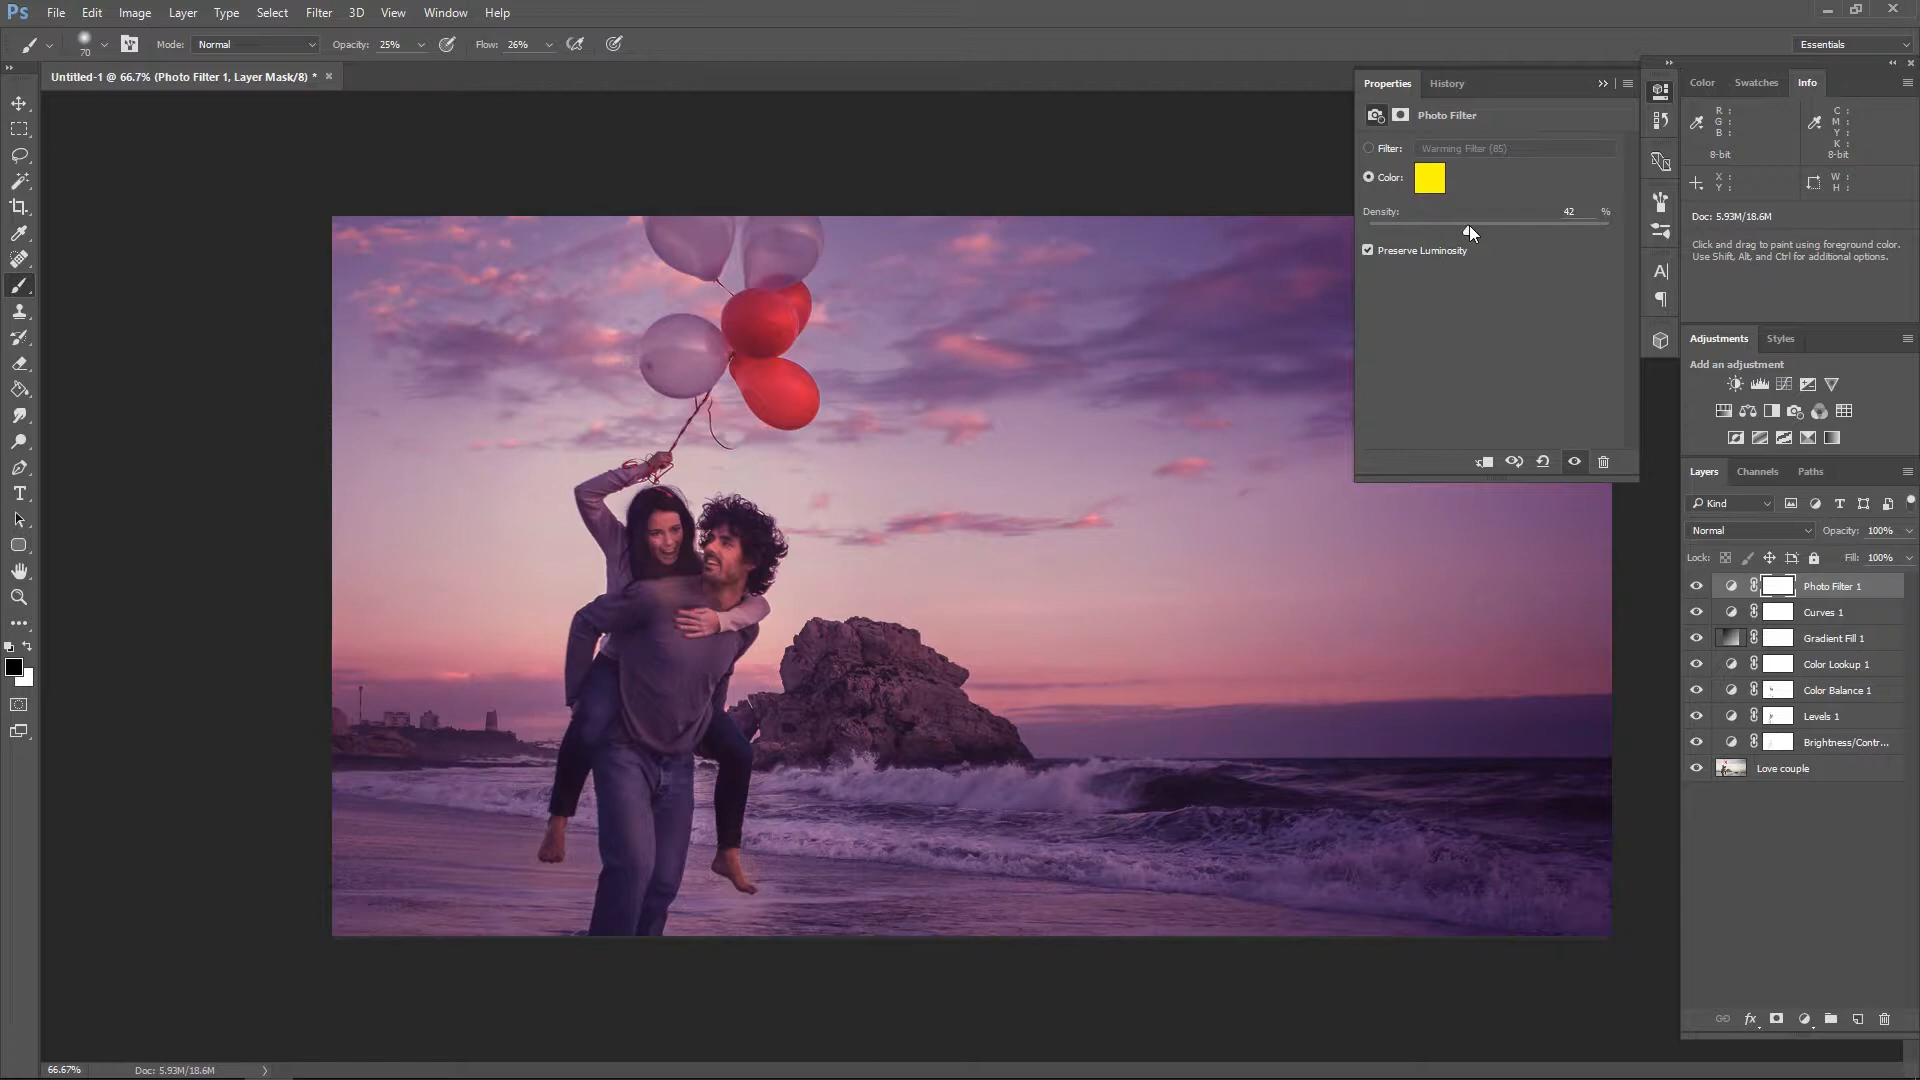 Ps File Edit Image Layer Type Select Filter 3D View Window Help
70 Mode: Normal Opacity: 25% Flow: 26% Essentials
Untitled-1 @ 66.7% (Photo Filter 1, Layer Mask/8) *
Properties History
Photo Filter
Filter: Warming Filter (85)
Color:
Density: 42 %
Preserve Luminosity
Color Swatches Info
R : C :
G : M :
B : Y :
K :
8-bit 8-bit
X : W :
Y : H :
Doc: 5.93M/18.6M
Click and drag to paint using foreground color.
Use Shift, Alt, and Ctrl for additional options.
Adjustments Styles
Add an adjustment
Layers Channels Paths
Kind
Normal Opacity: 100%
Lock: Fill: 100%
Photo Filter 1
Curves 1
Gradient Fill 1
Color Lookup 1
Color Balance 1
Levels 1
Brightness/Contr...
Love couple
fx
66.67% Doc: 5.93M/18.6M